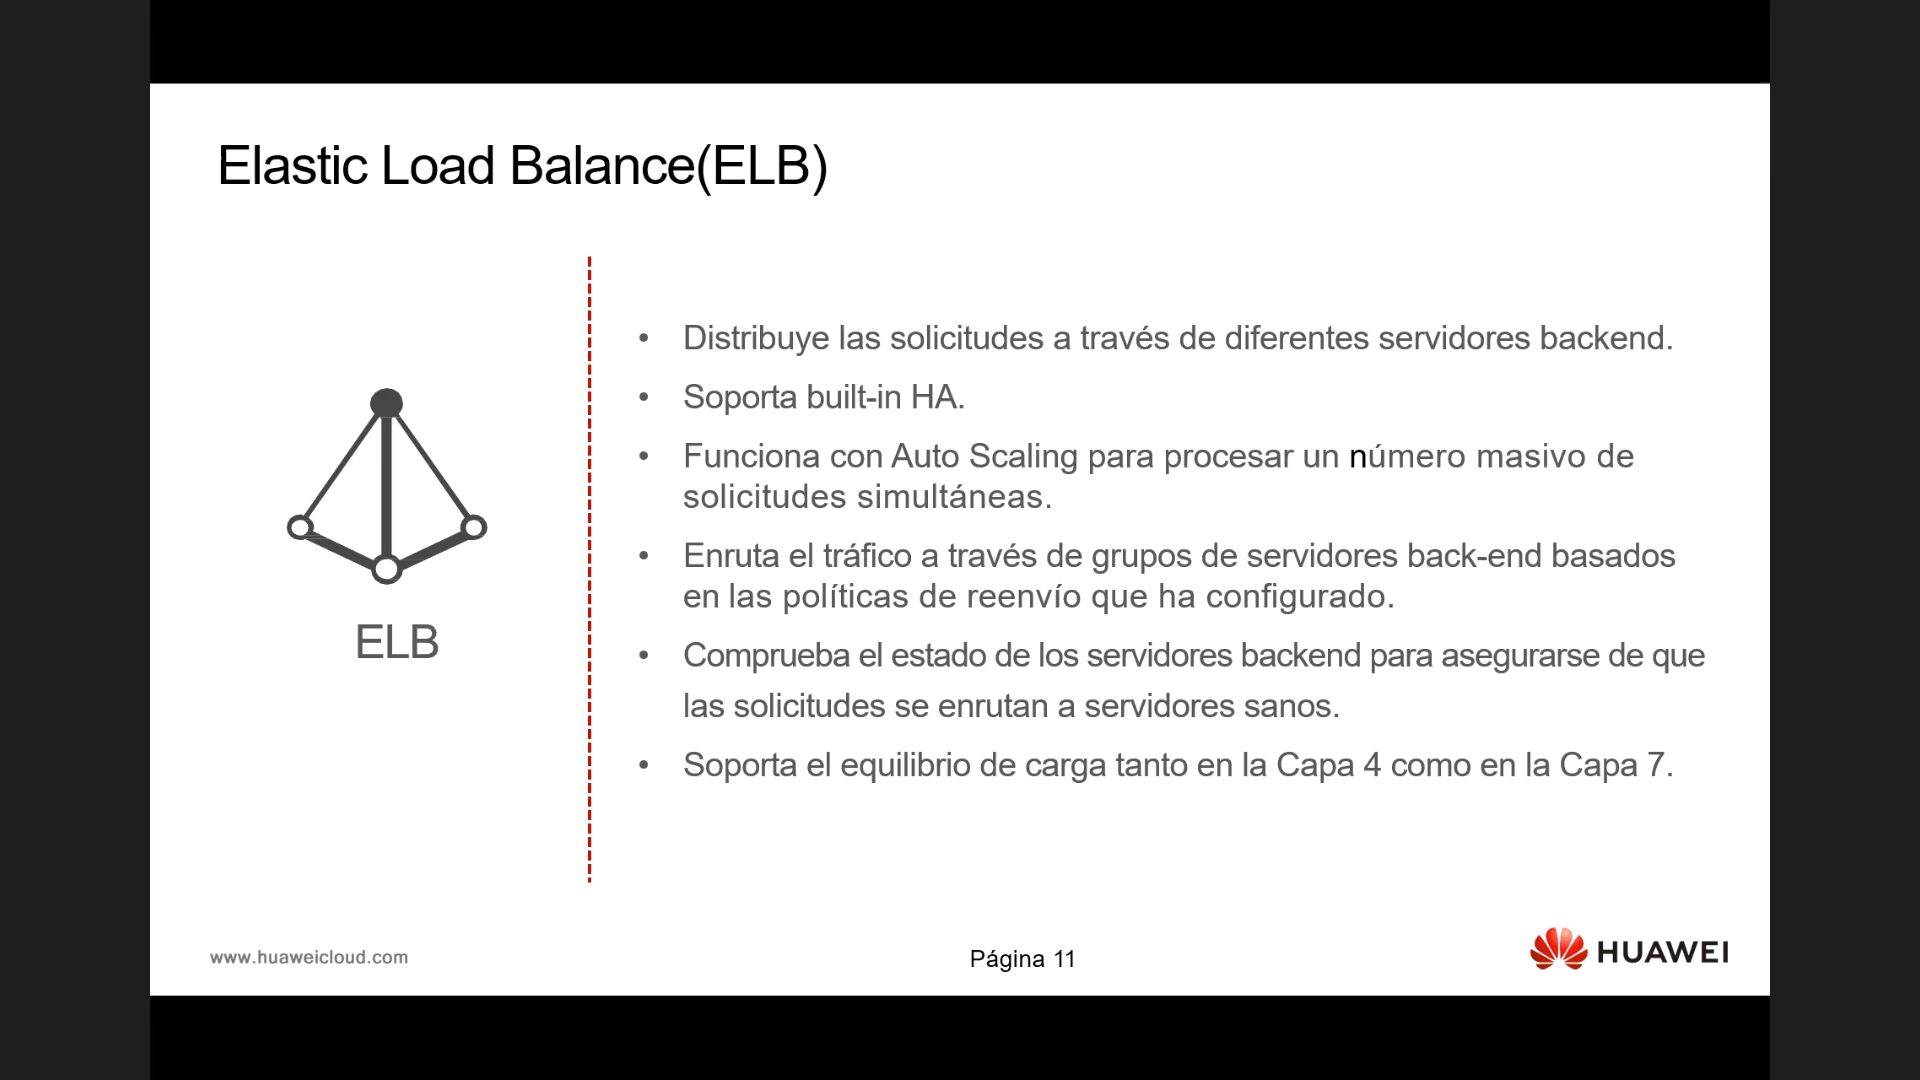 Elastic Load Balance(ELB)
• Distribuye las solicitudes a través de diferentes servidores backend.
• Soporta built-in HA.
• Funciona con Auto Scaling para procesar un número masivo de
solicitudes simultáneas.
• Enruta el tráfico a través de grupos de servidores back-end basados
en las políticas de reenvío que ha configurado.
• Comprueba el estado de los servidores backend para asegurarse de que
las solicitudes se enrutan a servidores sanos.
• Soporta el equilibrio de carga tanto en la Capa 4 como en la Capa 7.
ELB
www.huaweicloud.com
Página 11
HUAWEI